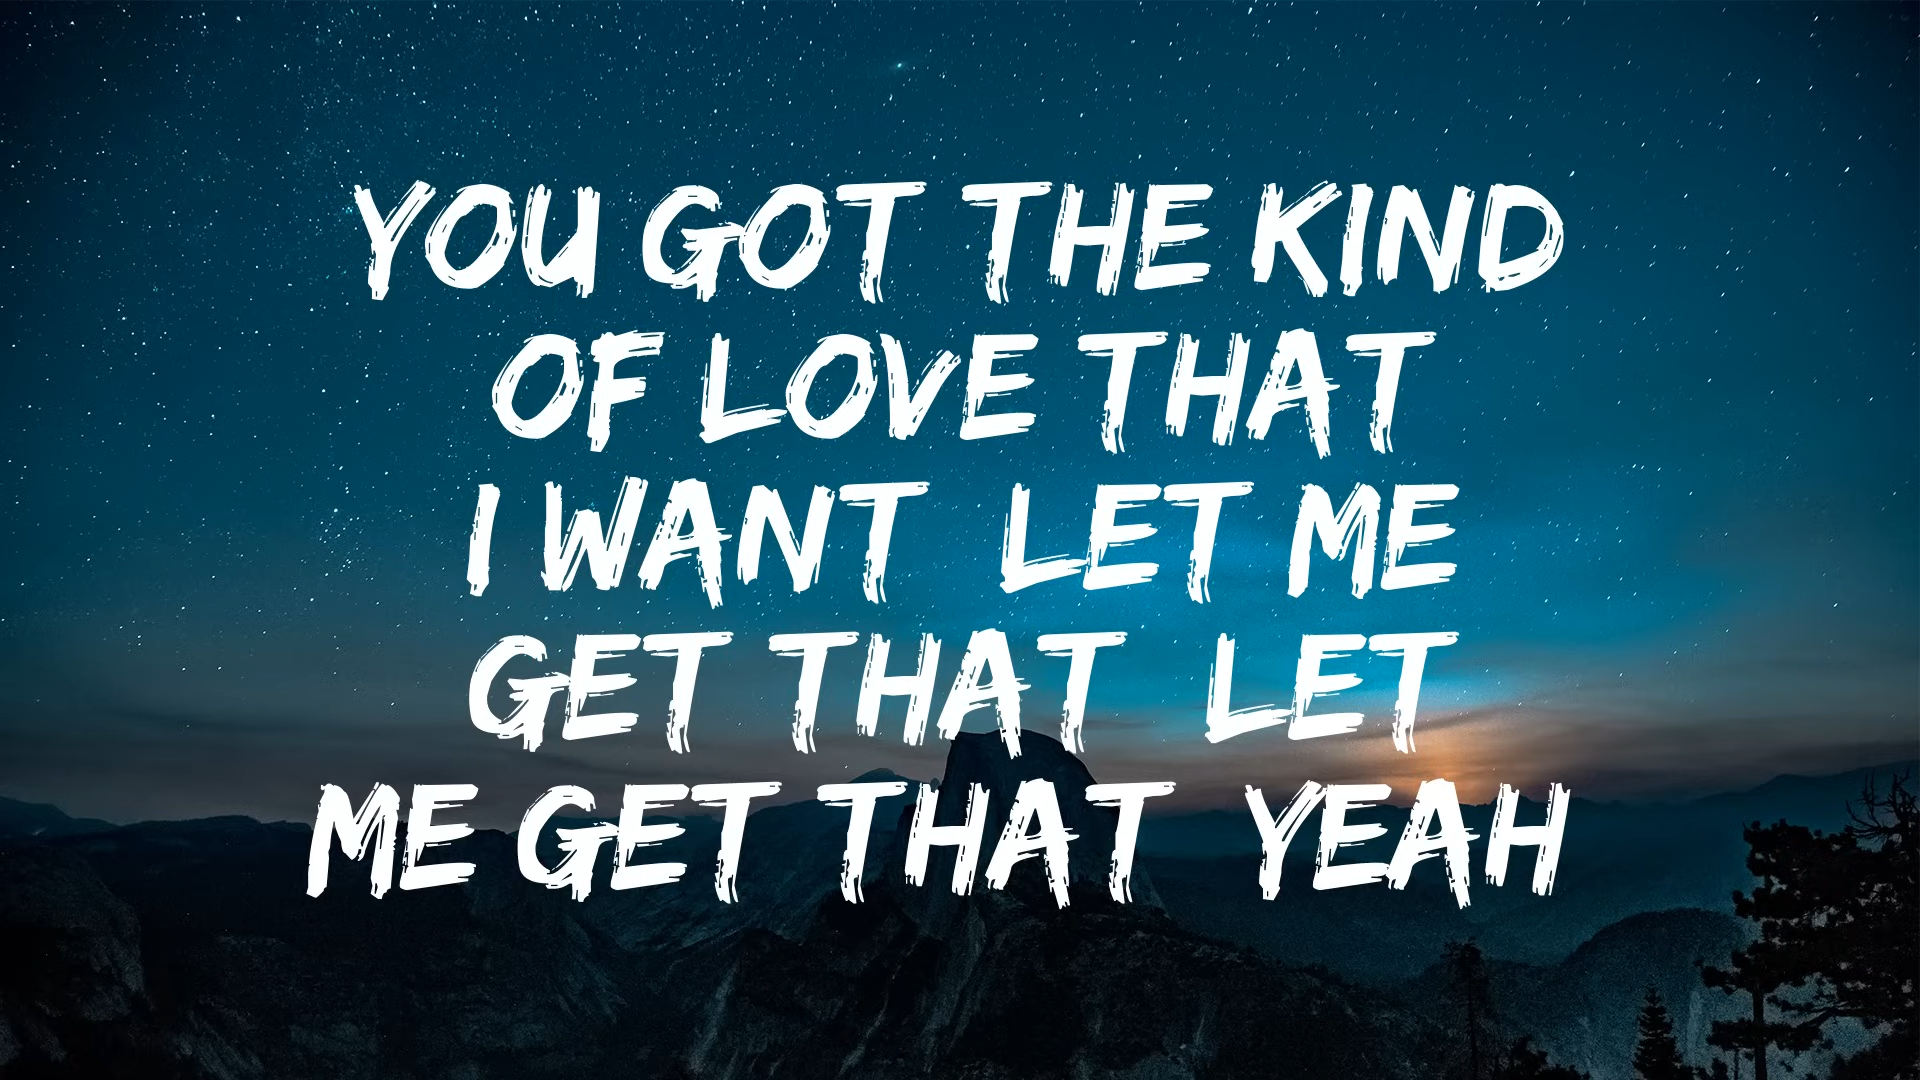 YOU GOT THE KIND
OF LOVE THAT
I WANT LET ME
GET THAT LET
ME GET THAT YEAH